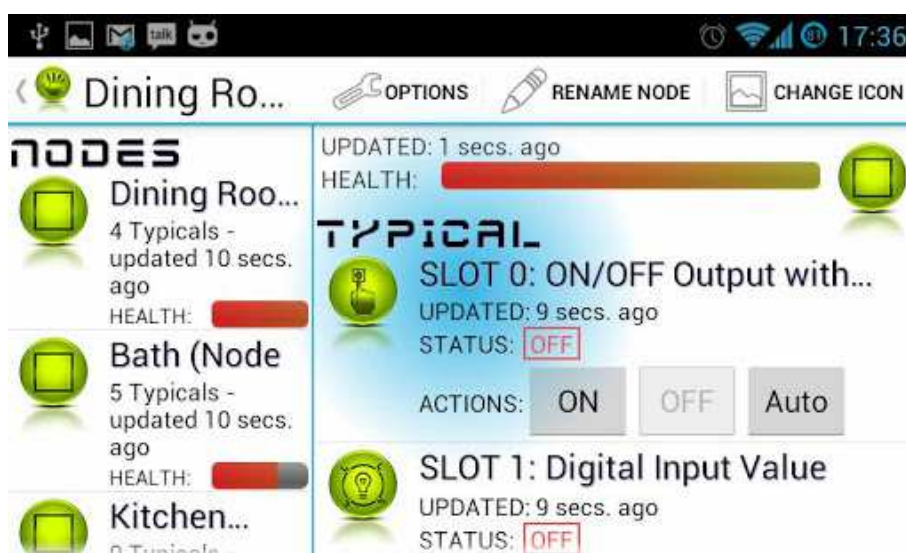 talk
91
17:36
Dining Ro...
OPTIONS
RENAME NODE
CHANGE ICON
NODES
Dining Roo...
4 Typicals -
updated 10 secs.
ago
HEALTH:
Bath (Node
5 Typicals -
updated 10 secs.
ago
HEALTH:
Kitchen...
UPDATED: 1 secs. ago
HEALTH:
TYPICAL
SLOT 0: ON/OFF Output with...
UPDATED: 9 secs. ago
STATUS: OFF
ACTIONS: ON OFF Auto
SLOT 1: Digital Input Value
UPDATED: 9 secs. ago
STATUS: OFF